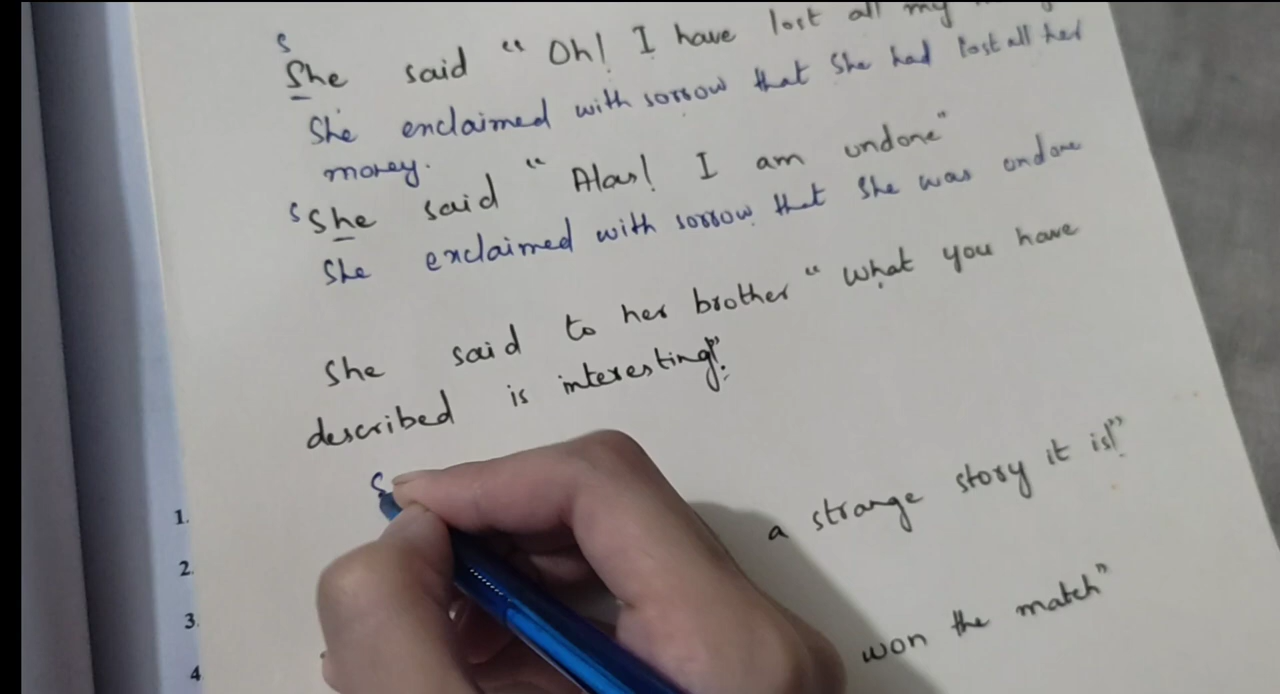 S
She said “ Oh! I have lost all my
She enclaimed with sorrow that She had lost all her
money.
S
She said “ Alas! I am undone”
She exclaimed with sorrow that She was undone
She said to her brother “ what you have
described is interesting!”.
S
1. a strange story it is!”
2.
3. won the match”
4